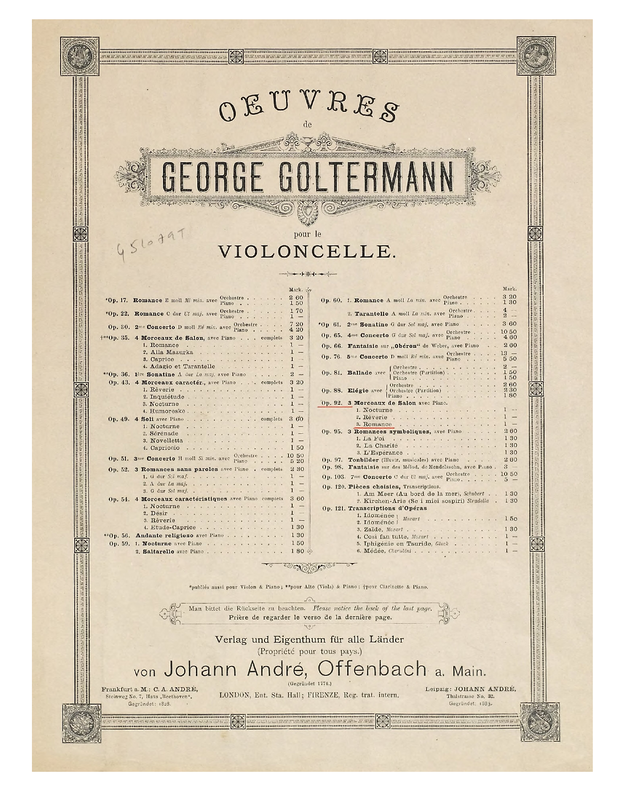 OEUVRES
de
GEORGE GOLTERMANN
pour le
VIOLONCELLE.
Mark.
*Op. 17. Romance E moll Mi min. avec Orchestre . . 2 60
Piano . . 1 50
*Op. 22. Romance C dur Ut maj. avec Orchestre . . 1 70
Piano . . 1 —
Op. 30. 2me Concerto D moll Ré min. avec Orchestre . . 7 20
Piano . . 4 20
Op. 35. 4 Morceaux de Salon, avec Piano . . complets 3 20
1. Romance 1 —
2. Alla Mazurka 1 —
3. Caprice 1 —
4. Adagio et Tarantelle 1 —
**Op. 36. Sonatine A dur La maj. avec Piano 2 —
Op. 43. 4 Morceaux caractér., avec Piano . complets 3 20
1. Rêverie 1 —
2. Inquiétude 1 —
3. Nocturne 1 —
4. Humoreske 1 —
Op. 49. 4 Soli avec Piano complets 3 60
1. Nocturne 1 —
2. Sérénade 1 —
3. Novelletta 1 —
4. Capriccio 1 50
Op. 51. 3me Concerto H moll Si min. avec Orchestre 10 50
Piano 5 20
Op. 52. 3 Romances sans paroles avec Piano complets 2 30
1. G dur Sol maj. 1 —
2. A dur La maj. 1 —
3. G dur Sol maj. 1 —
Op. 54. 4 Morceaux caractéristiques avec Piano complets 3 60
1. Nocturne 1 —
2. Désir 1 —
3. Rêverie 1 —
4. Etude-Caprice 1 30
**Op. 56. Andante religioso avec Piano 1 30
Op. 59. 1. Nocturne avec Piano 1 50
2. Saltarello avec Piano 1 80
Mark.
Op. 60. 1. Romance A moll La min. avec Orchestre 3 20
Piano 1 30
2. Tarantelle A moll La min. avec Orchestre 4 —
Piano 2 —
*Op. 61. 2me Sonatine G dur Sol maj. avec Piano 3 60
Op. 65. 4me Concerto G dur Sol maj. avec Orchestre 10 50
Piano 4 60
Op. 66. Fantaisie sur „Obéron" de Weber, avec Piano 2 60
Op. 76. 5me Concerto D moll Ré min. avec Orchestre 13 —
Piano 5 50
Op. 81. Ballade avec Orchestre (Partition)
Piano
Op. 88. Elégie avec Orchestre (Partition) 2 30
Piano 1 80
Op. 92. 3 Morceaux de Salon avec Piano.
1. Nocturne 1 —
2. Rêverie 1 —
3. Romance 1 —
Op. 95. 3 Romances symboliques, avec Piano 3 60
1. La Foi 1 30
2. La Charité 1 30
3. L'Espérance 1 30
Op. 97. Tonbilder (Illustr. musicales) avec Piano 2 60
Op. 98. Fantaisie sur des Mélod. de Mendelssohn, avec Piano 3 —
Op. 103. 7me Concerto C dur Ut maj. avec Orchestre 10 50
Piano 5 —
Op. 120. Pièces choisies, Transcriptions.
1. Am Meer (Au bord de la mer), Schubert 1 30
2. Kirchen-Arie (Se i miei sospiri) Stradella 1 30
Op. 121. Transcriptions d'Opéras
1. Idoménée
2. Idoménée Mozart 1 50
3. Zaïde, Mozart 1 30
4. Cosi fan tutte, Mozart 1 —
5. Iphigénie en Tauride, Gluck 1 —
6. Médée, Cherubini 1 —
*publiés aussi pour Violon & Piano; **pour Alto (Viola) & Piano; †pour Clarinette & Piano.
Man bittet die Rückseite zu beachten. Please notice the back of the last page.
Prière de regarder le verso de la dernière page.
Verlag und Eigenthum für alle Länder
(Propriété pour tous pays.)
von Johann André, Offenbach a. Main.
(Gegründet 1774.)
Frankfurt a. M.: C. A. ANDRÉ,
Steinweg No. 7, Haus „Beethoven",
Gegründet: 1828.
LONDON, Ent. Sta. Hall; FIRENZE, Reg. trat. intern.
Leipzig: JOHANN ANDRÉ,
Thalstrasse No. 32.